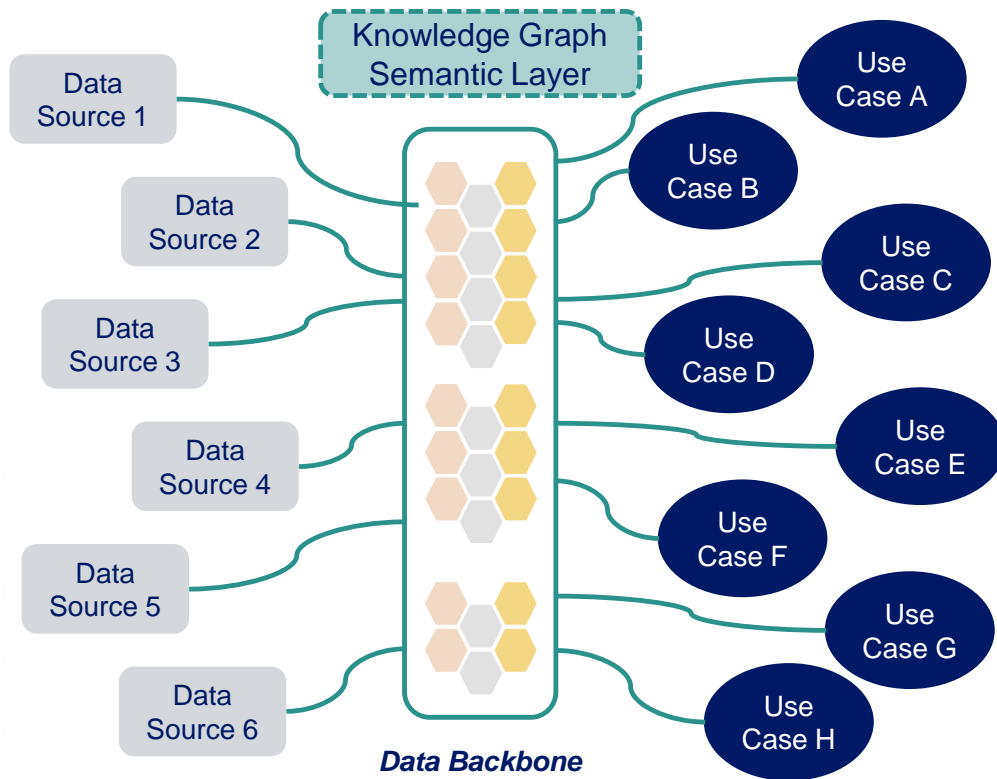 Knowledge Graph
Semantic Layer
Data
Source 1
Data
Source 2
Data
Source 3
Data
Source 4
Data
Source 5
Data
Source 6
Use
Case A
Use
Case B
Use
Case C
Use
Case D
Use
Case E
Use
Case F
Use
Case G
Use
Case H
Data Backbone